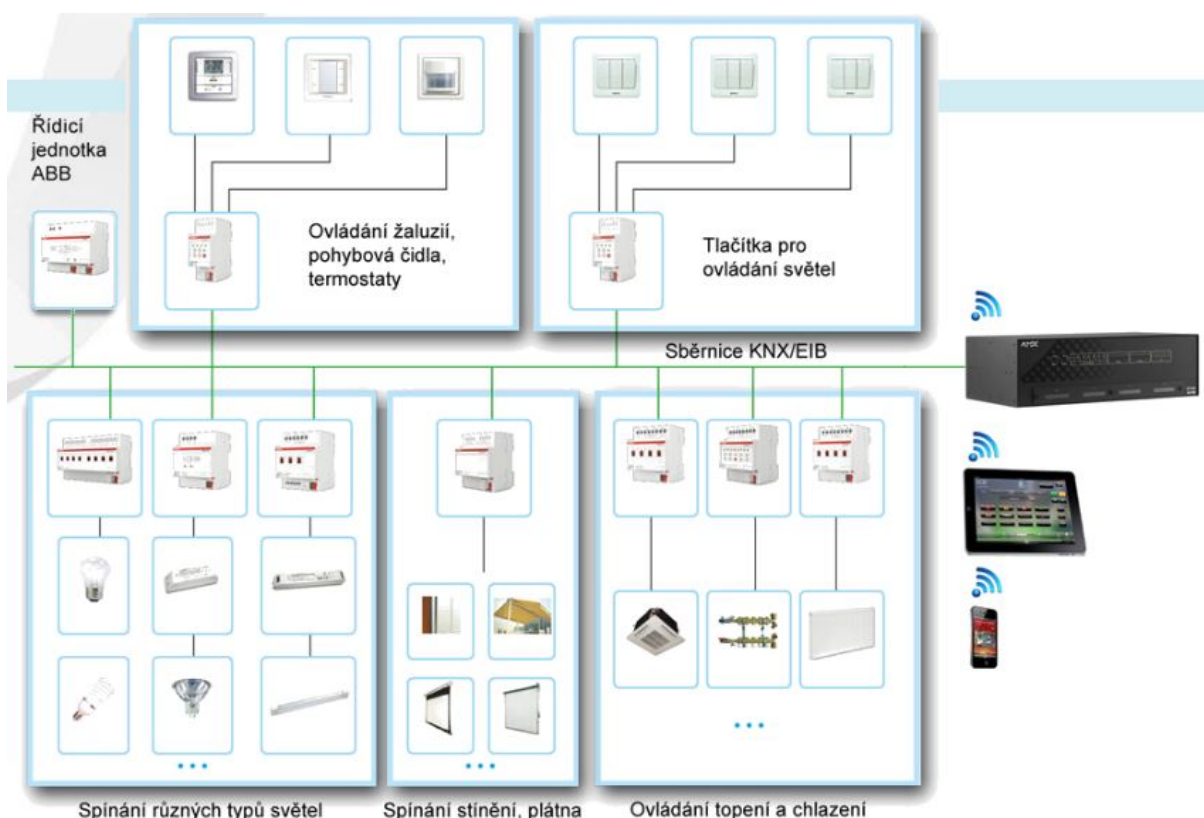 Řídicí
jednotka
ABB
Ovládání žaluzií,
pohybová čidla,
termostaty
Tlačítka pro
ovládání světel
Sběrnice KNX/EIB
AMX
Spínání různých typů světel
Spínání stínění, plátna
Ovládání topení a chlazení